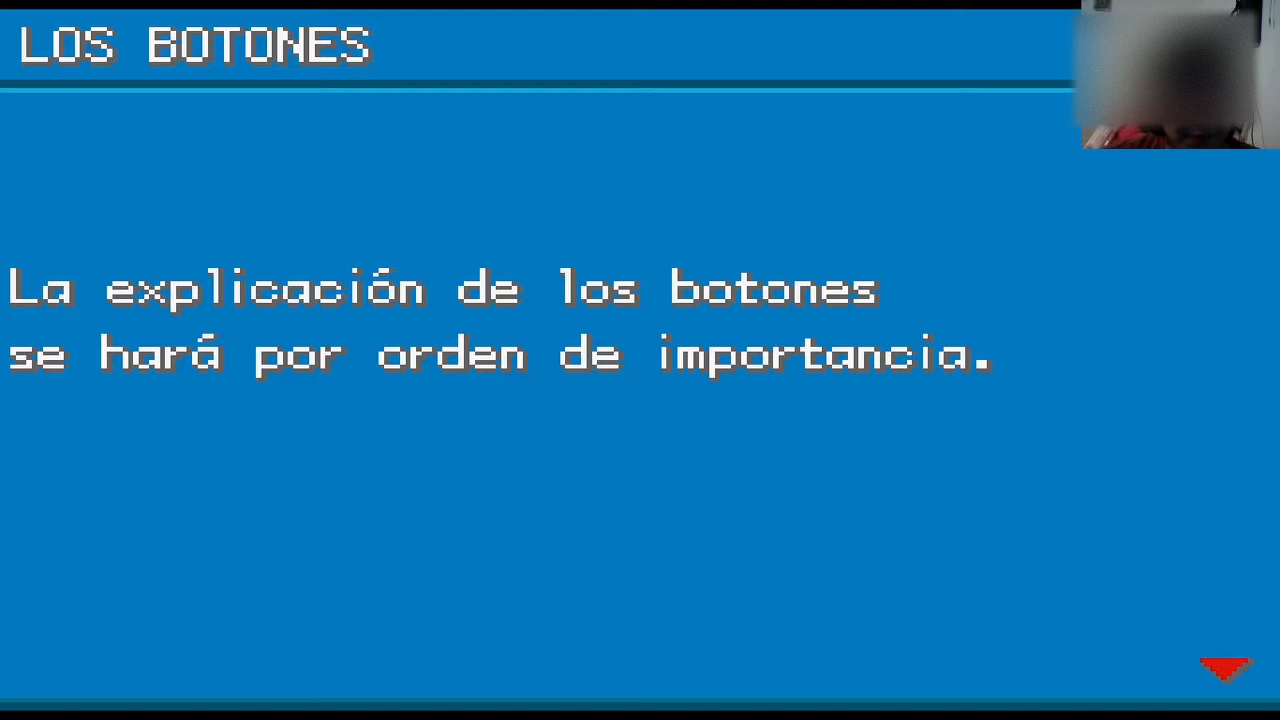 LOS BOTONES
La explicación de los botones
se hará por orden de importancia.